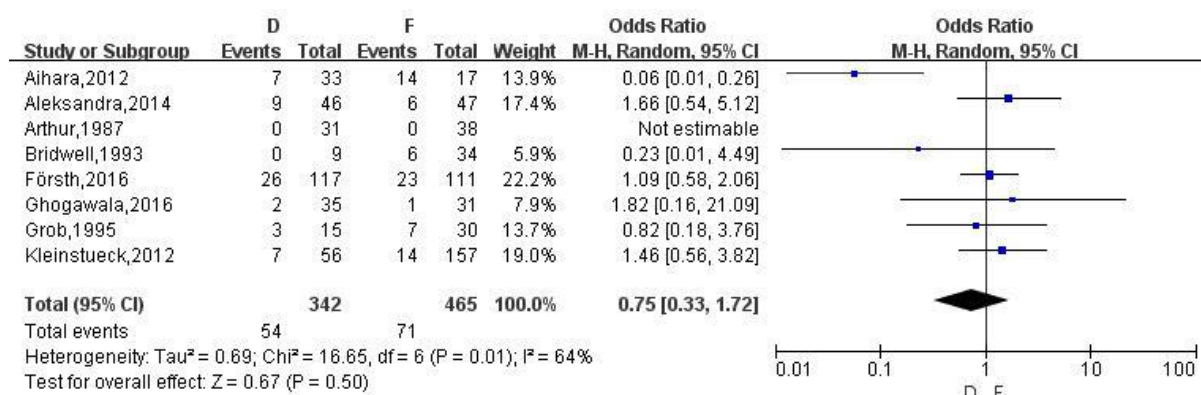 D F Odds Ratio Odds Ratio
Study or Subgroup Events Total Events Total Weight M-H, Random, 95% CI M-H, Random, 95% CI
Aihara,2012 7 33 14 17 13.9% 0.06 [0.01, 0.26]
Aleksandra,2014 9 46 6 47 17.4% 1.66 [0.54, 5.12]
Arthur,1987 0 31 0 38 Not estimable
Bridwell,1993 0 9 6 34 5.9% 0.23 [0.01, 4.49]
Försth,2016 26 117 23 111 22.2% 1.09 [0.58, 2.06]
Ghogawala,2016 2 35 1 31 7.9% 1.82 [0.16, 21.09]
Grob,1995 3 15 7 30 13.7% 0.82 [0.18, 3.76]
Kleinstueck,2012 7 56 14 157 19.0% 1.46 [0.56, 3.82]
Total (95% CI) 342 465 100.0% 0.75 [0.33, 1.72]
Total events 54 71
Heterogeneity: Tau² = 0.69; Chi² = 16.65, df = 6 (P = 0.01); I² = 64%
Test for overall effect: Z = 0.67 (P = 0.50)
0.01 0.1 1 10 100
D F